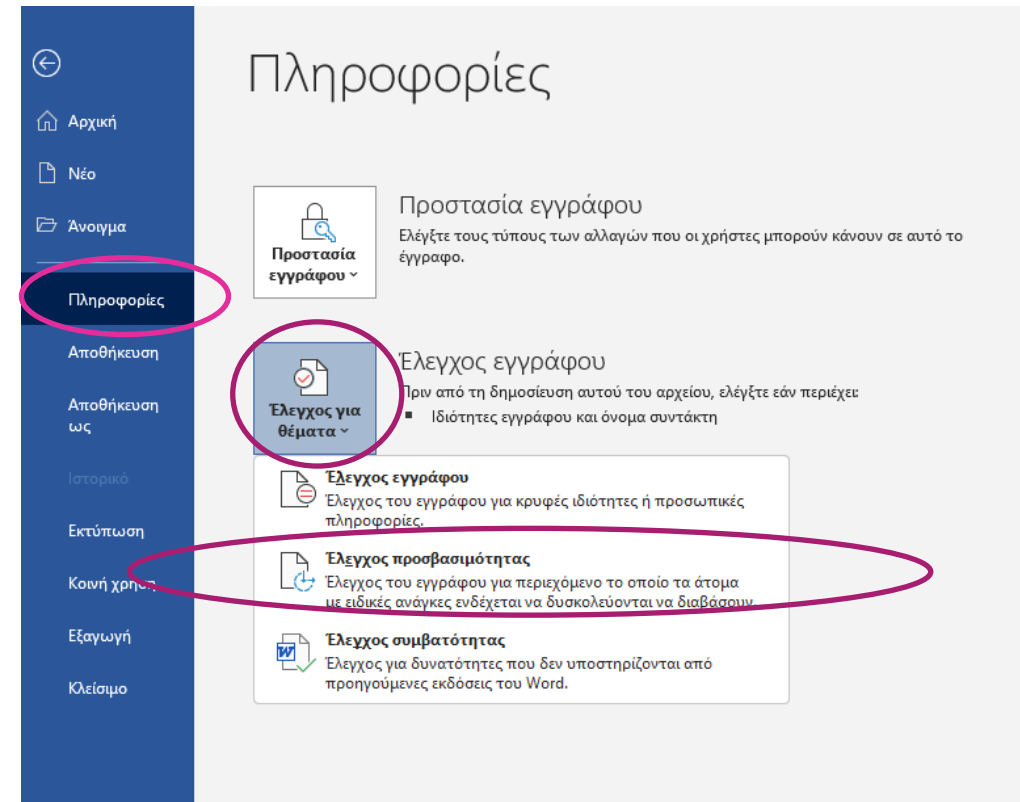 Πληροφορίες
Αρχική
Νέο
Άνοιγμα
Πληροφορίες
Αποθήκευση
Αποθήκευση
ως
Ιστορικό
Εκτύπωση
Κοινή χρήση
Εξαγωγή
Κλείσιμο
Προστασία
εγγράφου
Προστασία εγγράφου
Ελέγξτε τους τύπους των αλλαγών που οι χρήστες μπορούν κάνουν σε αυτό το
έγγραφο.
Έλεγχος για
θέματα
Έλεγχος εγγράφου
Πριν από τη δημοσίευση αυτού του αρχείου, ελέγξτε εάν περιέχει:
▪ Ιδιότητες εγγράφου και όνομα συντάκτη
Έλεγχος εγγράφου
Έλεγχος του εγγράφου για κρυφές ιδιότητες ή προσωπικές
πληροφορίες.
Έλεγχος προσβασιμότητας
Έλεγχος του εγγράφου για περιεχόμενο το οποίο τα άτομα
με ειδικές ανάγκες ενδέχεται να δυσκολεύονται να διαβάσουν.
Έλεγχος συμβατότητας
Έλεγχος για δυνατότητες που δεν υποστηρίζονται από
προηγούμενες εκδόσεις του Word.